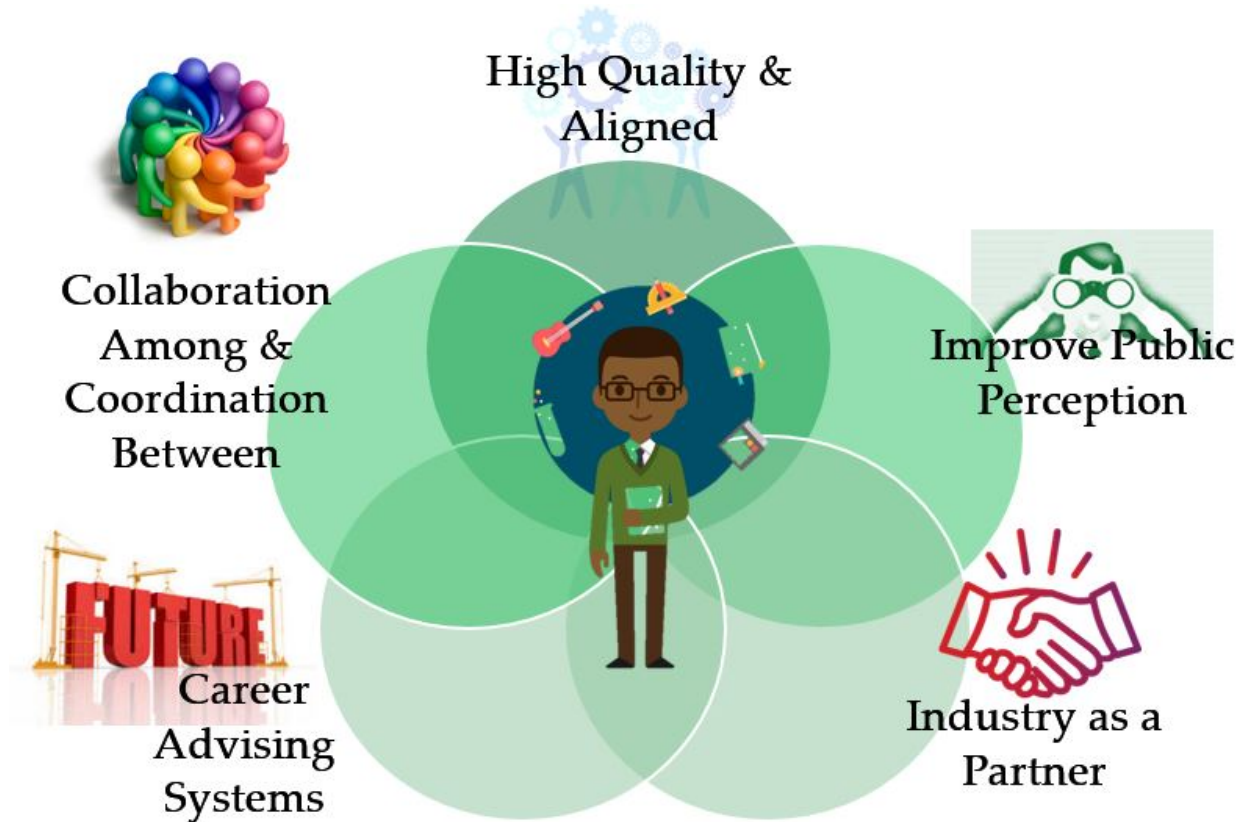 High Quality &
Aligned
Collaboration
Among &
Coordination
Between
Improve Public
Perception
FUTURE
Career
Advising
Systems
Industry as a
Partner